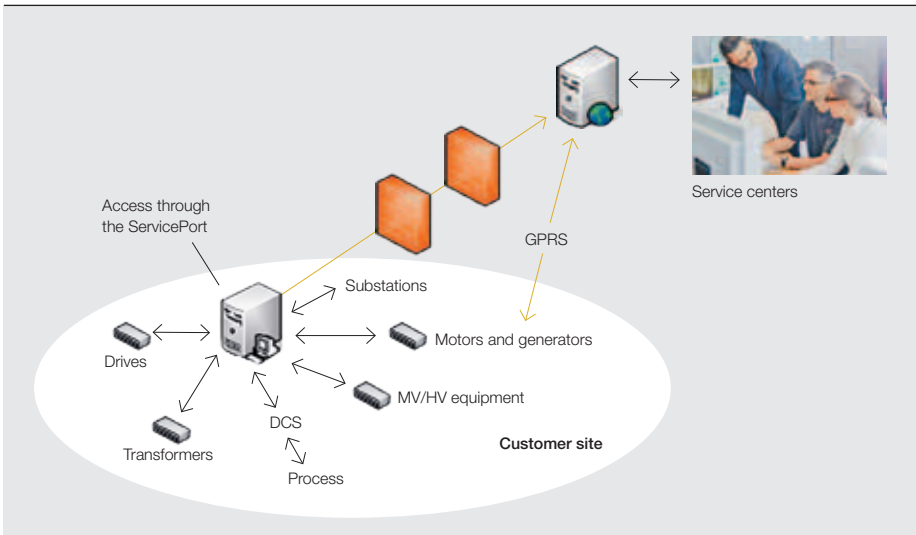 Service centers
Access through
the ServicePort
GPRS
Substations
Motors and generators
Drives
MV/HV equipment
DCS
Transformers
Customer site
Process